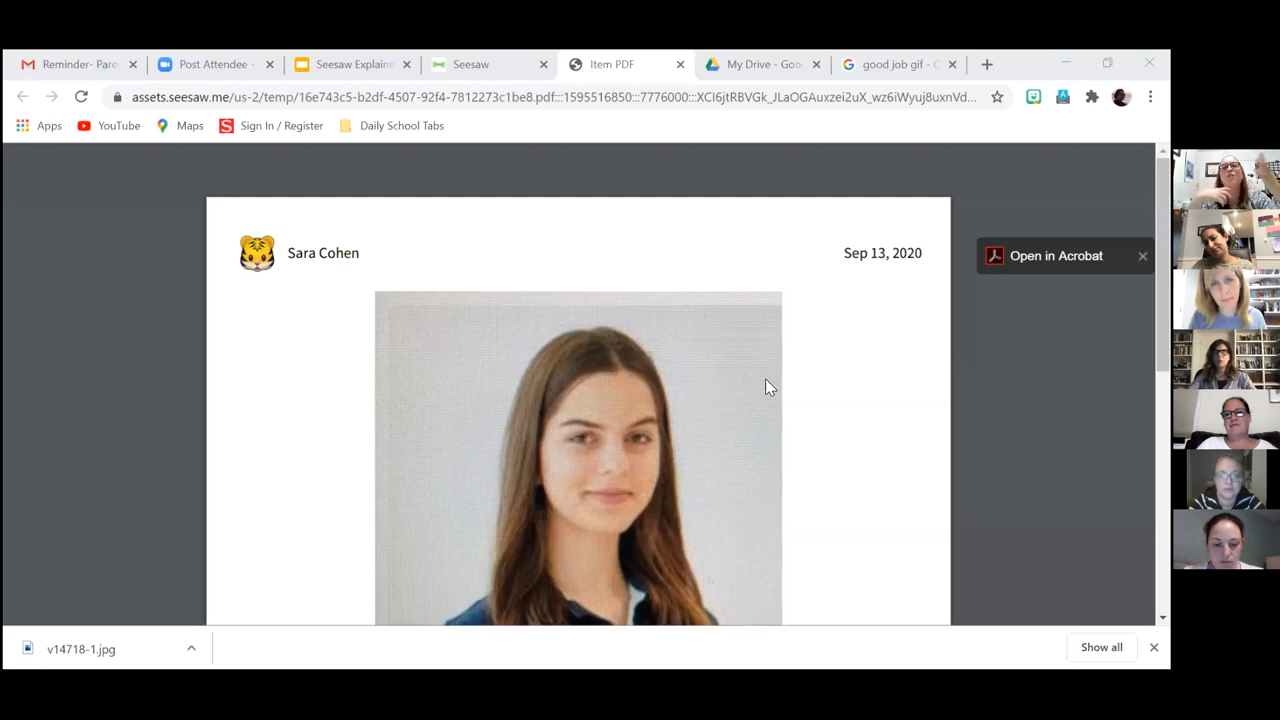 Reminder- Pare
Post Attendee -
Seesaw Explaine
Seesaw
Item PDF
My Drive - Goo
good job gif - G
assets.seesaw.me/us-2/temp/16e743c5-b2df-4507-92f4-7812273c1be8.pdf:::1595516850:::7776000:::XCI6jtRBVGk_JLaOGAuxzei2uX_wz6iWyuj8uxnVd...
Apps YouTube Maps Sign In / Register Daily School Tabs
Sara Cohen
Sep 13, 2020
Open in Acrobat
v14718-1.jpg
Show all